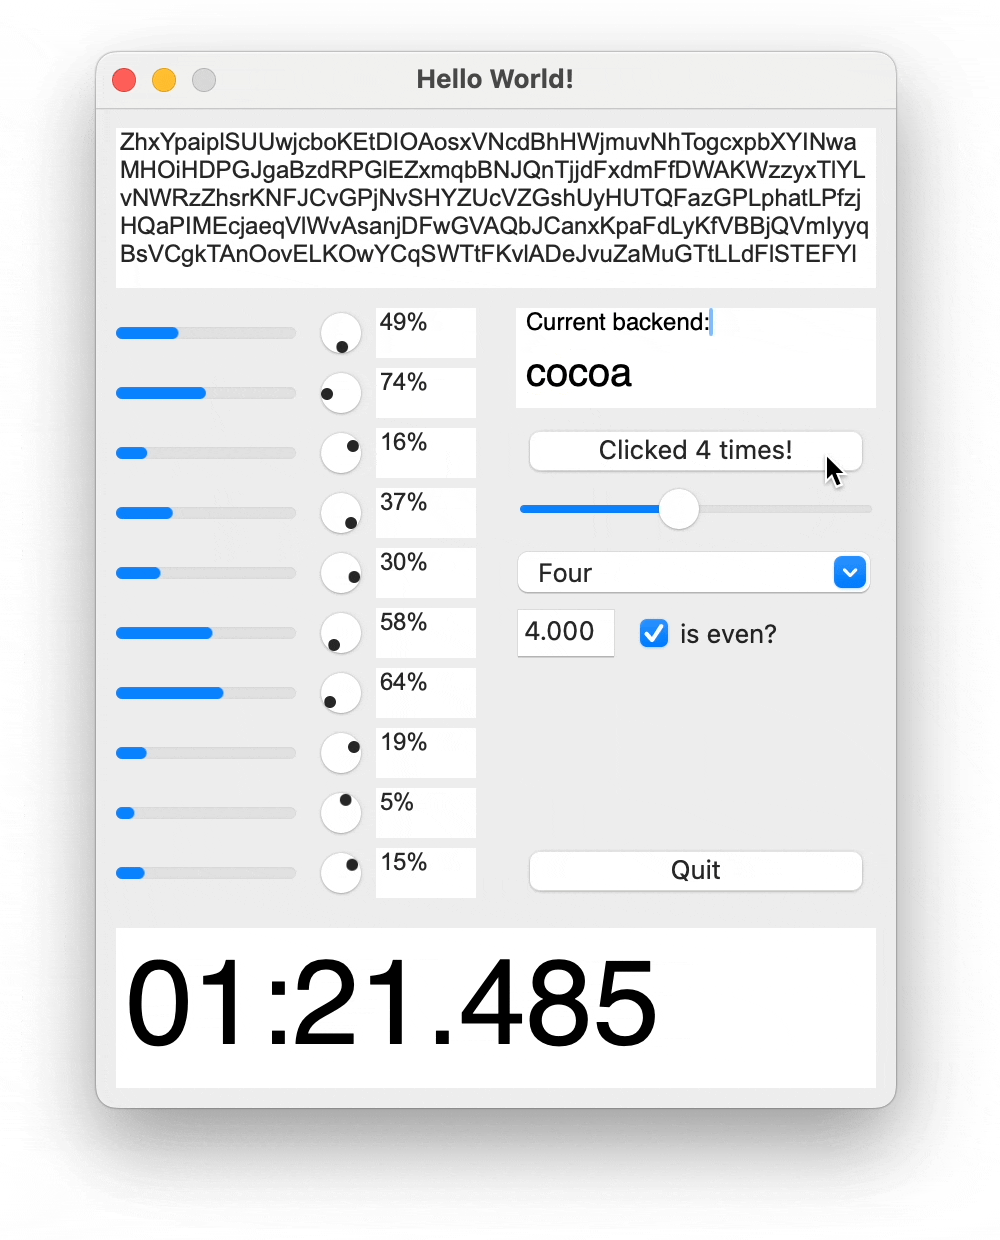 Hello World!
ZhxYpaiplSUUwjcboKEtDIOAosxVNcdBhHWjmuvNhTogcxpbXYINwa
MHOiHDPGJgaBzdRPGlEZxmqbBNJQnTjjdFxdmFfDWAKWzzyxTlYL
vNWRzZhsrKNFJCvGPjNvSHYZUcVZGshUyHUTQFazGPLphatLPfzj
HQaPIMEcjaeqVlWvAsanjDFwGVAQbJCanxKpaFdLyKfVBBjQVmIyyq
BsVCgkTAnOovELKOwYCqSWTtFKvlADeJvuZaMuGTtLLdFlSTEFYl
49%
74%
16%
37%
30%
58%
64%
19%
5%
15%
Current backend:
cocoa
Clicked 4 times!
Four
4.000
is even?
Quit
01:21.485